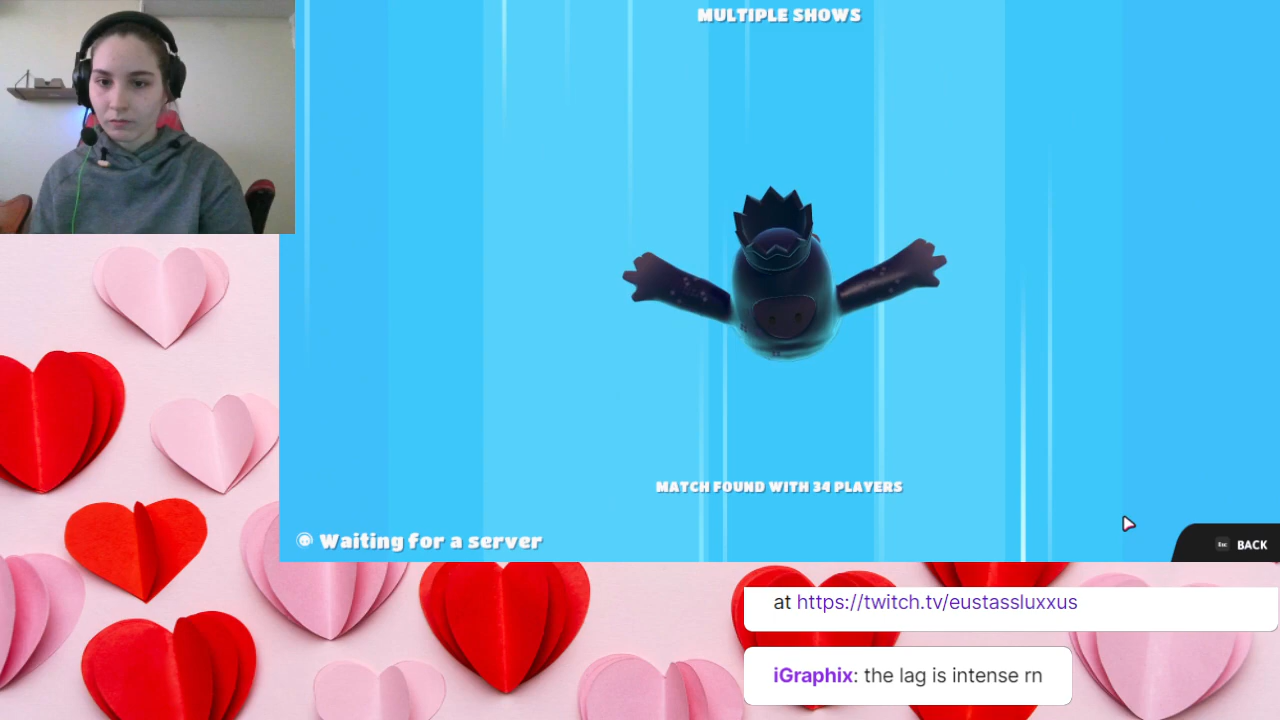 MULTIPLE SHOWS
MATCH FOUND WITH 34 PLAYERS
Waiting for a server
Esc BACK
at https://twitch.tv/eustassluxxus
iGraphix: the lag is intense rn